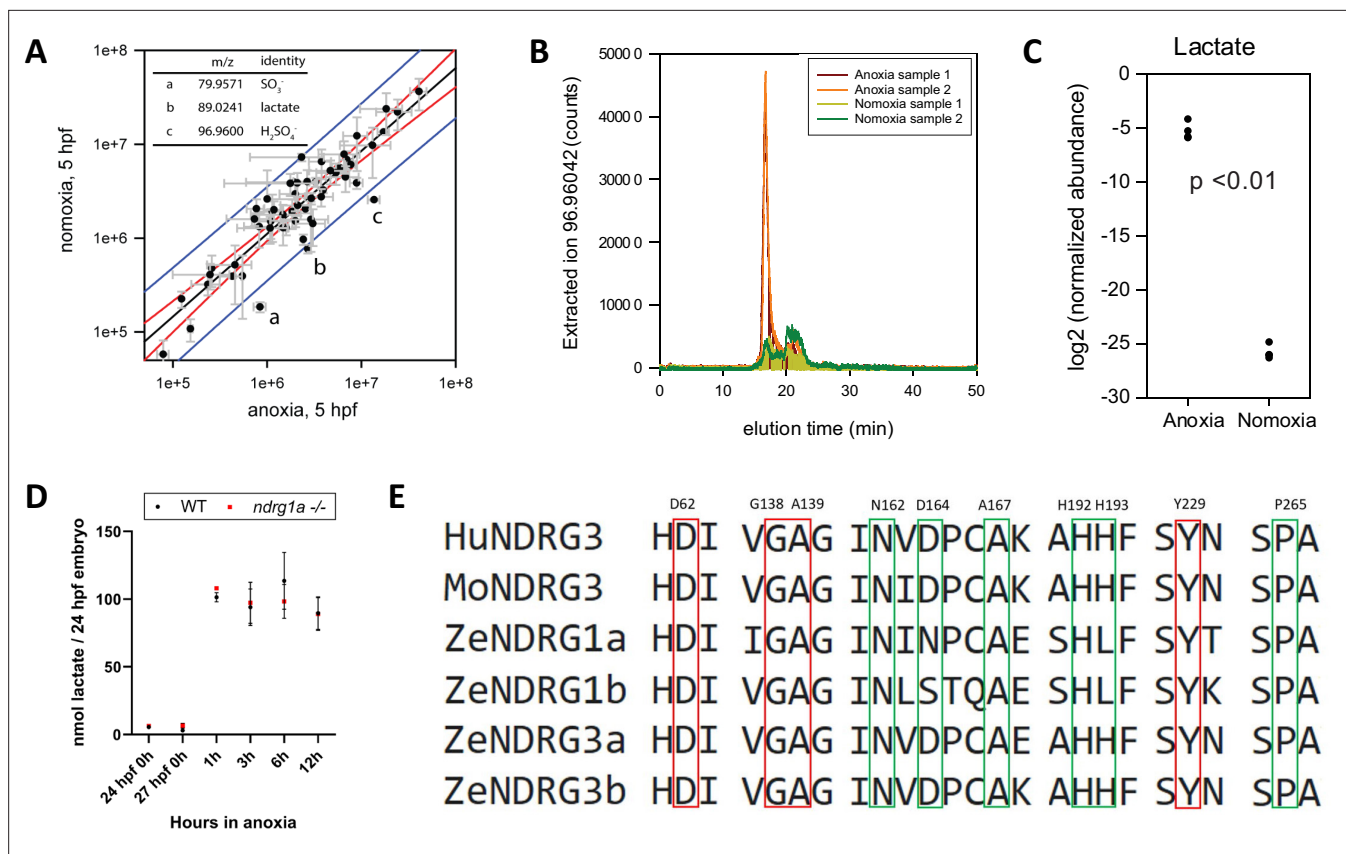 A
1e+8
1e+7
1e+6
1e+5
nomoxia, 5 hpf
m/z identity
a 79.9571 SO3-
b 89.0241 lactate
c 96.9600 H2SO4-
a
b
c
1e+5 1e+6 1e+7 1e+8
anoxia, 5 hpf
B
Extracted ion 96.96042 (counts)
5000 0
4000 0
3000 0
2000 0
1000 0
0
Anoxia sample 1
Anoxia sample 2
Nomoxia sample 1
Nomoxia sample 2
0 10 20 30 40 50
elution time (min)
C
Lactate
log2 (normalized abundance)
0
-5
-10
-15
-20
-25
-30
p <0.01
Anoxia Nomoxia
D
WT ndrg1a -/-
nmol lactate / 24 hpf embryo
150
100
50
0
24 hpf 0h 27 hpf 0h 1h 3h 6h 12h
Hours in anoxia
E
D62 G138 A139 N162 D164 A167 H192 H193 Y229 P265
HuNDRG3 HDI VGAG INVDPCAK AHHF SYN SPA
MoNDRG3 HDI VGAG INIDPCAK AHHF SYN SPA
ZeNDRG1a HDI IGAG ININPCAE SHLF SYT SPA
ZeNDRG1b HDI VGAG INLSTQAE SHLF SYK SPA
ZeNDRG3a HDI VGAG INVDPCAE AHHF SYN SPA
ZeNDRG3b HDI VGAG INVDPCAK AHHF SYN SPA